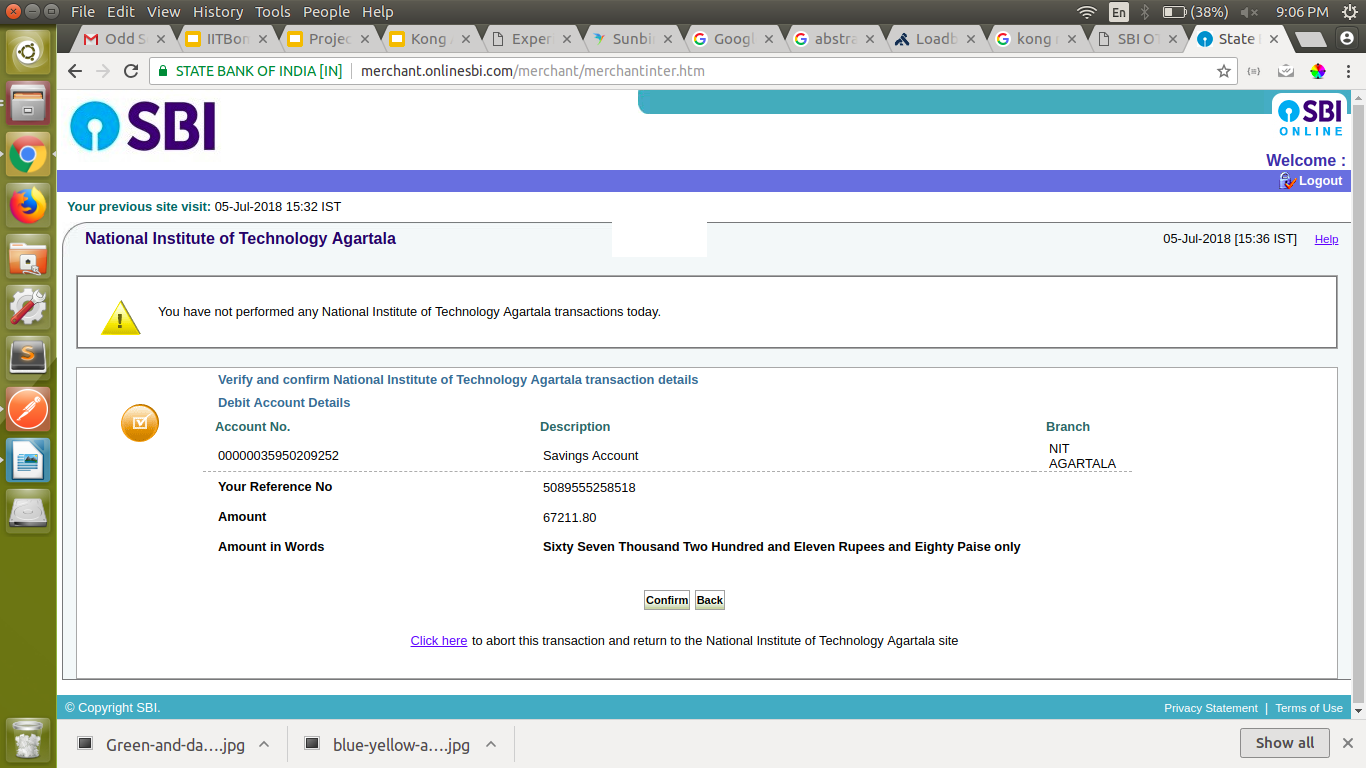 File Edit View History Tools People Help
En (38%) 9:06 PM
Odd S IITBon Projec Kong A Exper Sunbir Googl abstra Loadb kong SBI OT State
STATE BANK OF INDIA [IN] merchant.onlinesbi.com/merchant/merchantinter.htm
SBI
SBI
ONLINE
Welcome :
Logout
Your previous site visit: 05-Jul-2018 15:32 IST
National Institute of Technology Agartala 05-Jul-2018 [15:36 IST] Help
You have not performed any National Institute of Technology Agartala transactions today.
Verify and confirm National Institute of Technology Agartala transaction details
Debit Account Details
Account No. Description Branch
00000035950209252 Savings Account NIT
AGARTALA
Your Reference No 5089555258518
Amount 67211.80
Amount in Words Sixty Seven Thousand Two Hundred and Eleven Rupees and Eighty Paise only
Confirm Back
Click here to abort this transaction and return to the National Institute of Technology Agartala site
© Copyright SBI. Privacy Statement | Terms of Use
Green-and-da....jpg blue-yellow-a....jpg Show all